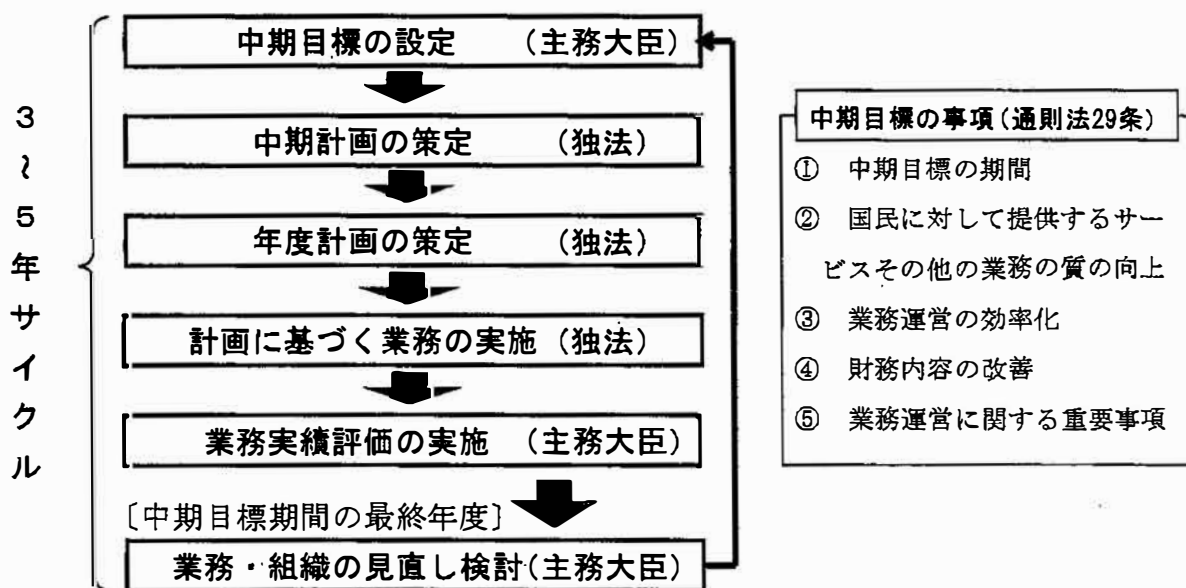 3~5年サイクル
中期目標の設定 (主務大臣)
中期計画の策定 (独法)
年度計画の策定 (独法)
計画に基づく業務の実施 (独法)
業務実績評価の実施 (主務大臣)
〔中期目標期間の最終年度〕
業務・組織の見直し検討(主務大臣)
中期目標の事項(通則法29条)
① 中期目標の期間
② 国民に対して提供するサー
ビスその他の業務の質の向上
③ 業務運営の効率化
④ 財務内容の改善
⑤ 業務運営に関する重要事項